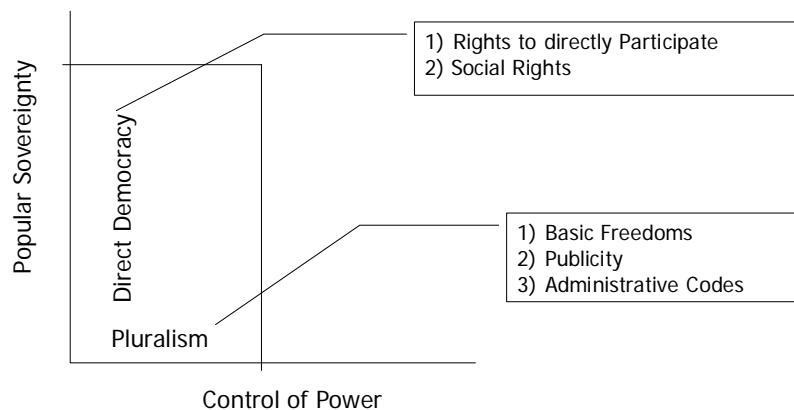 1) Rights to directly Participate
2) Social Rights
Popular Sovereignty
Direct Democracy
1) Basic Freedoms
2) Publicity
3) Administrative Codes
Pluralism
Control of Power